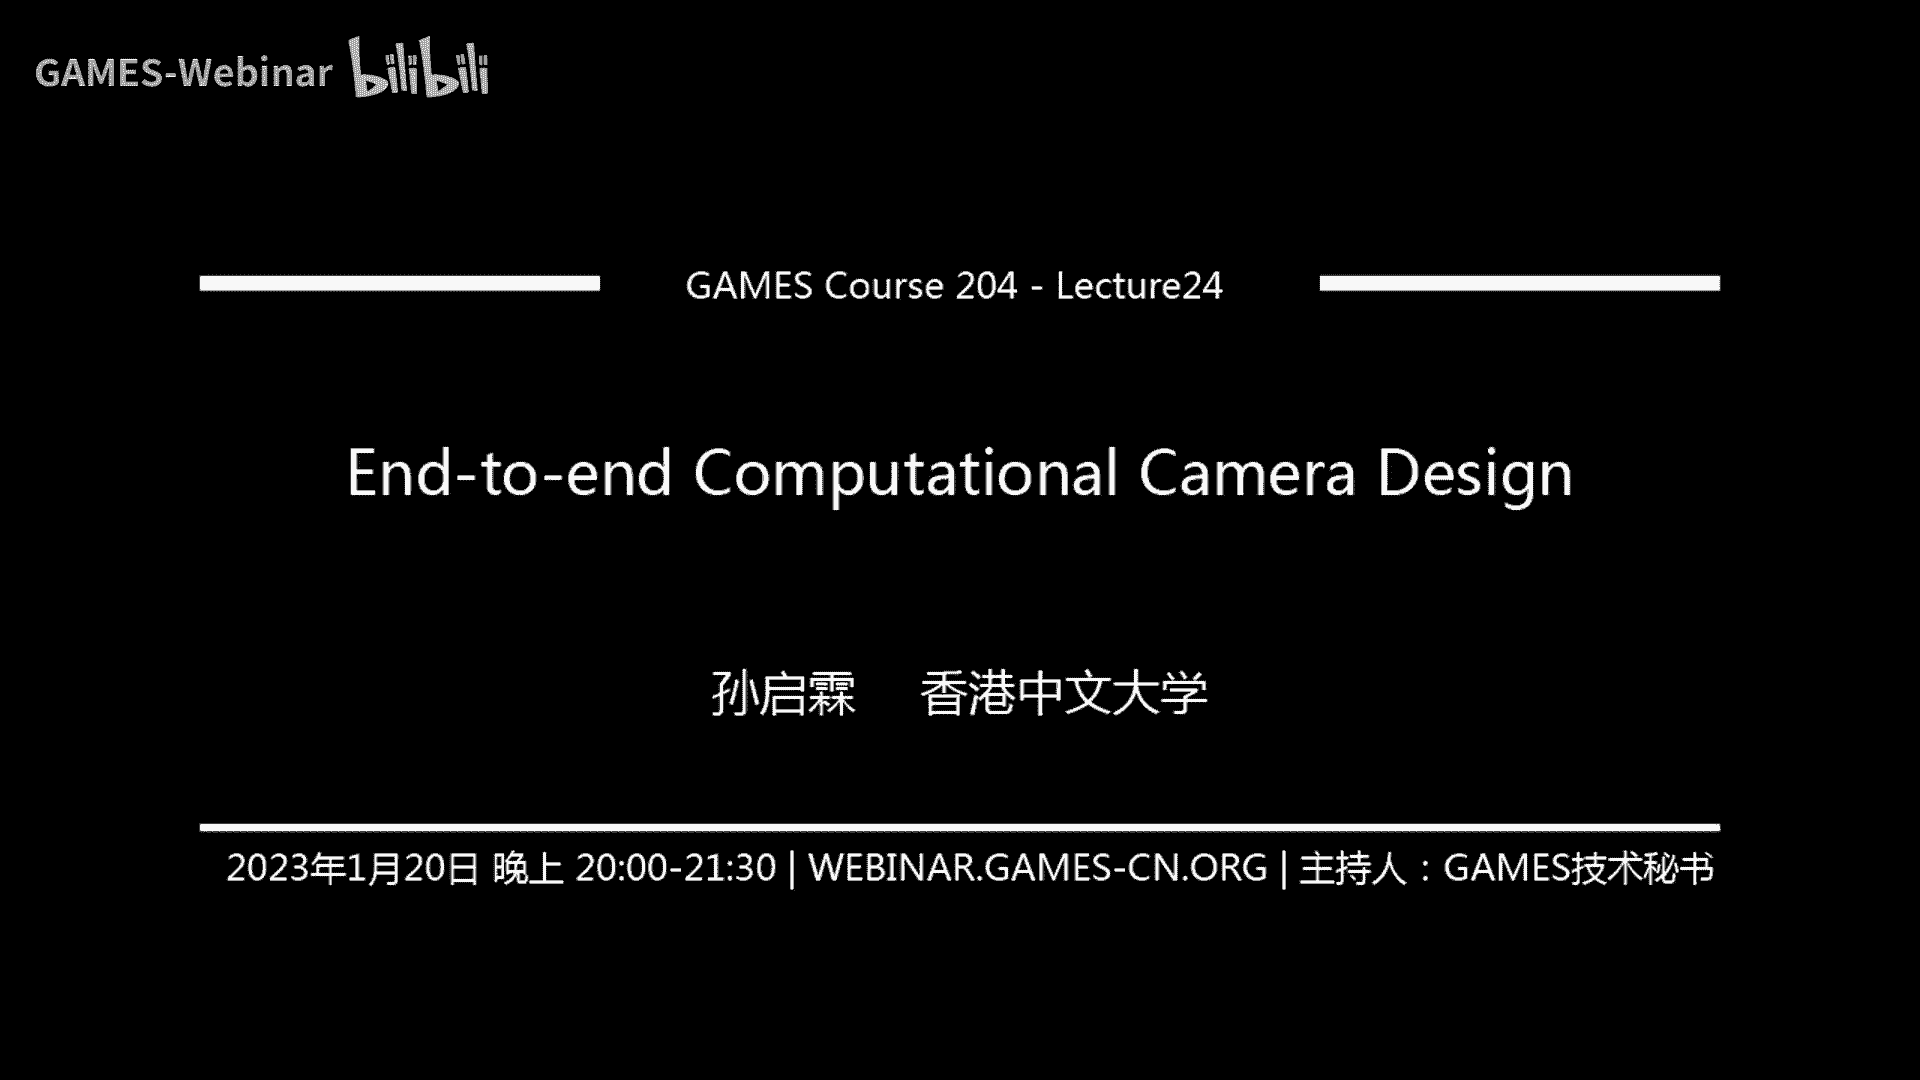 GAMES-Webinar bilibili
GAMES Course 204 - Lecture24
End-to-end Computational Camera Design
孙启霖 香港中文大学
2023年1月20日 晚上 20:00-21:30 | WEBINAR.GAMES-CN.ORG | 主持人：GAMES技术秘书